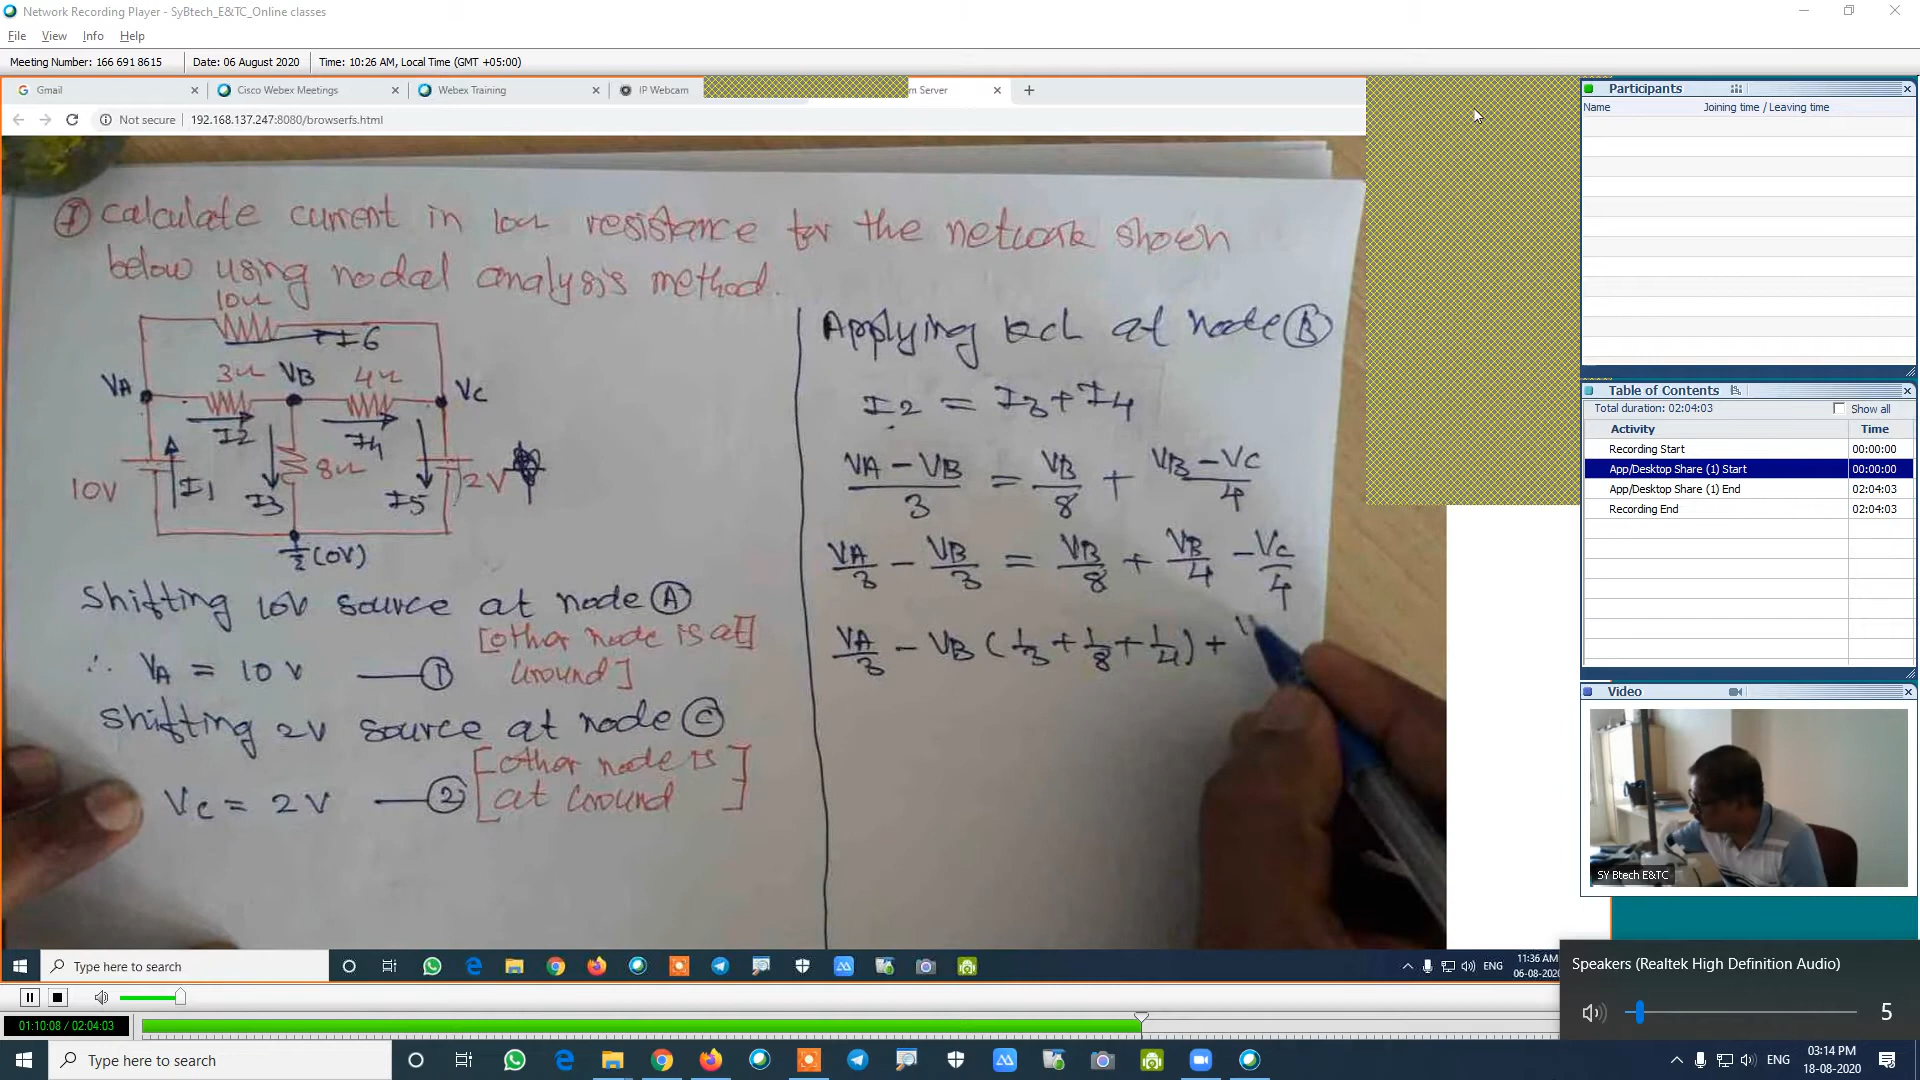 Network Recording Player - SyBtech_E&TC_Online classes
File View Info Help
Meeting Number: 166 691 8615 Date: 06 August 2020 Time: 10:26 AM, Local Time (GMT +05:00)
Gmail Cisco Webex Meetings Webex Training IP Webcam m Server
Not secure 192.168.137.247:8080/browserfs.html
① calculate current in 10Ω resistance for the network shown
below using nodal analysis method.
10Ω
I6
VA 3Ω VB 4Ω VC
I2 I4
10V I1 I3 8Ω I5 2V
(0V)
Shifting 10V source at node Ⓐ
[other node is at
Ground]
∴ VA = 10 V — ①
Shifting 2V source at node Ⓒ
[other node is
at Ground]
VC = 2V — ②
Applying kcl at node Ⓑ
I2 = I3 + I4
VA - VB / 3 = VB / 8 + VB - VC / 4
VA / 3 - VB / 3 = VB / 8 + VB / 4 - VC / 4
VA / 3 - VB ( 1/3 + 1/8 + 1/4 ) + V
Participants
Name Joining time / Leaving time
Table of Contents
Total duration: 02:04:03 Show all
Activity Time
Recording Start 00:00:00
App/Desktop Share (1) Start 00:00:00
App/Desktop Share (1) End 02:04:03
Recording End 02:04:03
Video
SY Btech E&TC
Type here to search
ENG 11:36 AM
06-08-2020
Speakers (Realtek High Definition Audio)
5
01:10:08 / 02:04:03
Type here to search
ENG 03:14 PM
18-08-2020